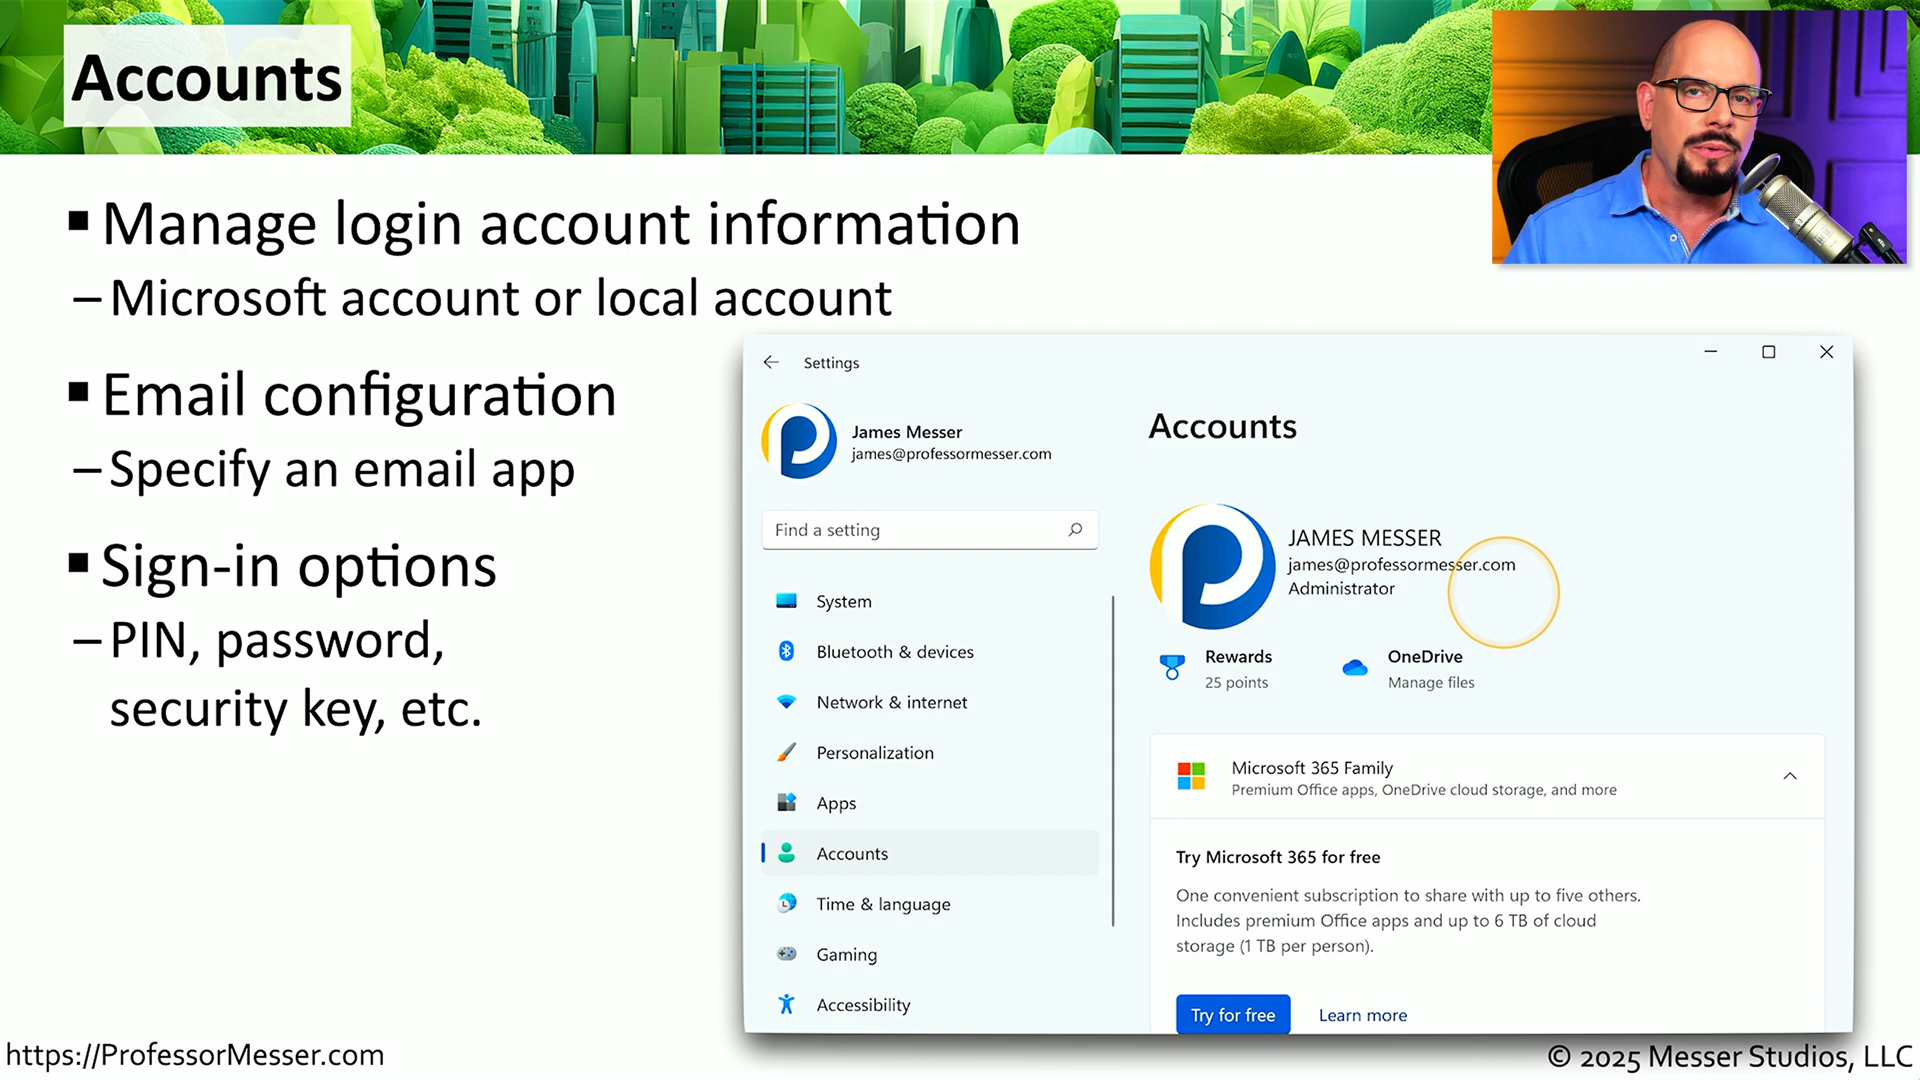 Accounts
▪ Manage login account information
– Microsoft account or local account
▪ Email configuration
– Specify an email app
▪ Sign-in options
– PIN, password,
security key, etc.
Settings
James Messer
james@professormesser.com
Find a setting
System
Bluetooth & devices
Network & internet
Personalization
Apps
Accounts
Time & language
Gaming
Accessibility
Accounts
JAMES MESSER
james@professormesser.com
Administrator
Rewards
25 points
OneDrive
Manage files
Microsoft 365 Family
Premium Office apps, OneDrive cloud storage, and more
Try Microsoft 365 for free
One convenient subscription to share with up to five others.
Includes premium Office apps and up to 6 TB of cloud
storage (1 TB per person).
Try for free
Learn more
https://ProfessorMesser.com
© 2025 Messer Studios, LLC